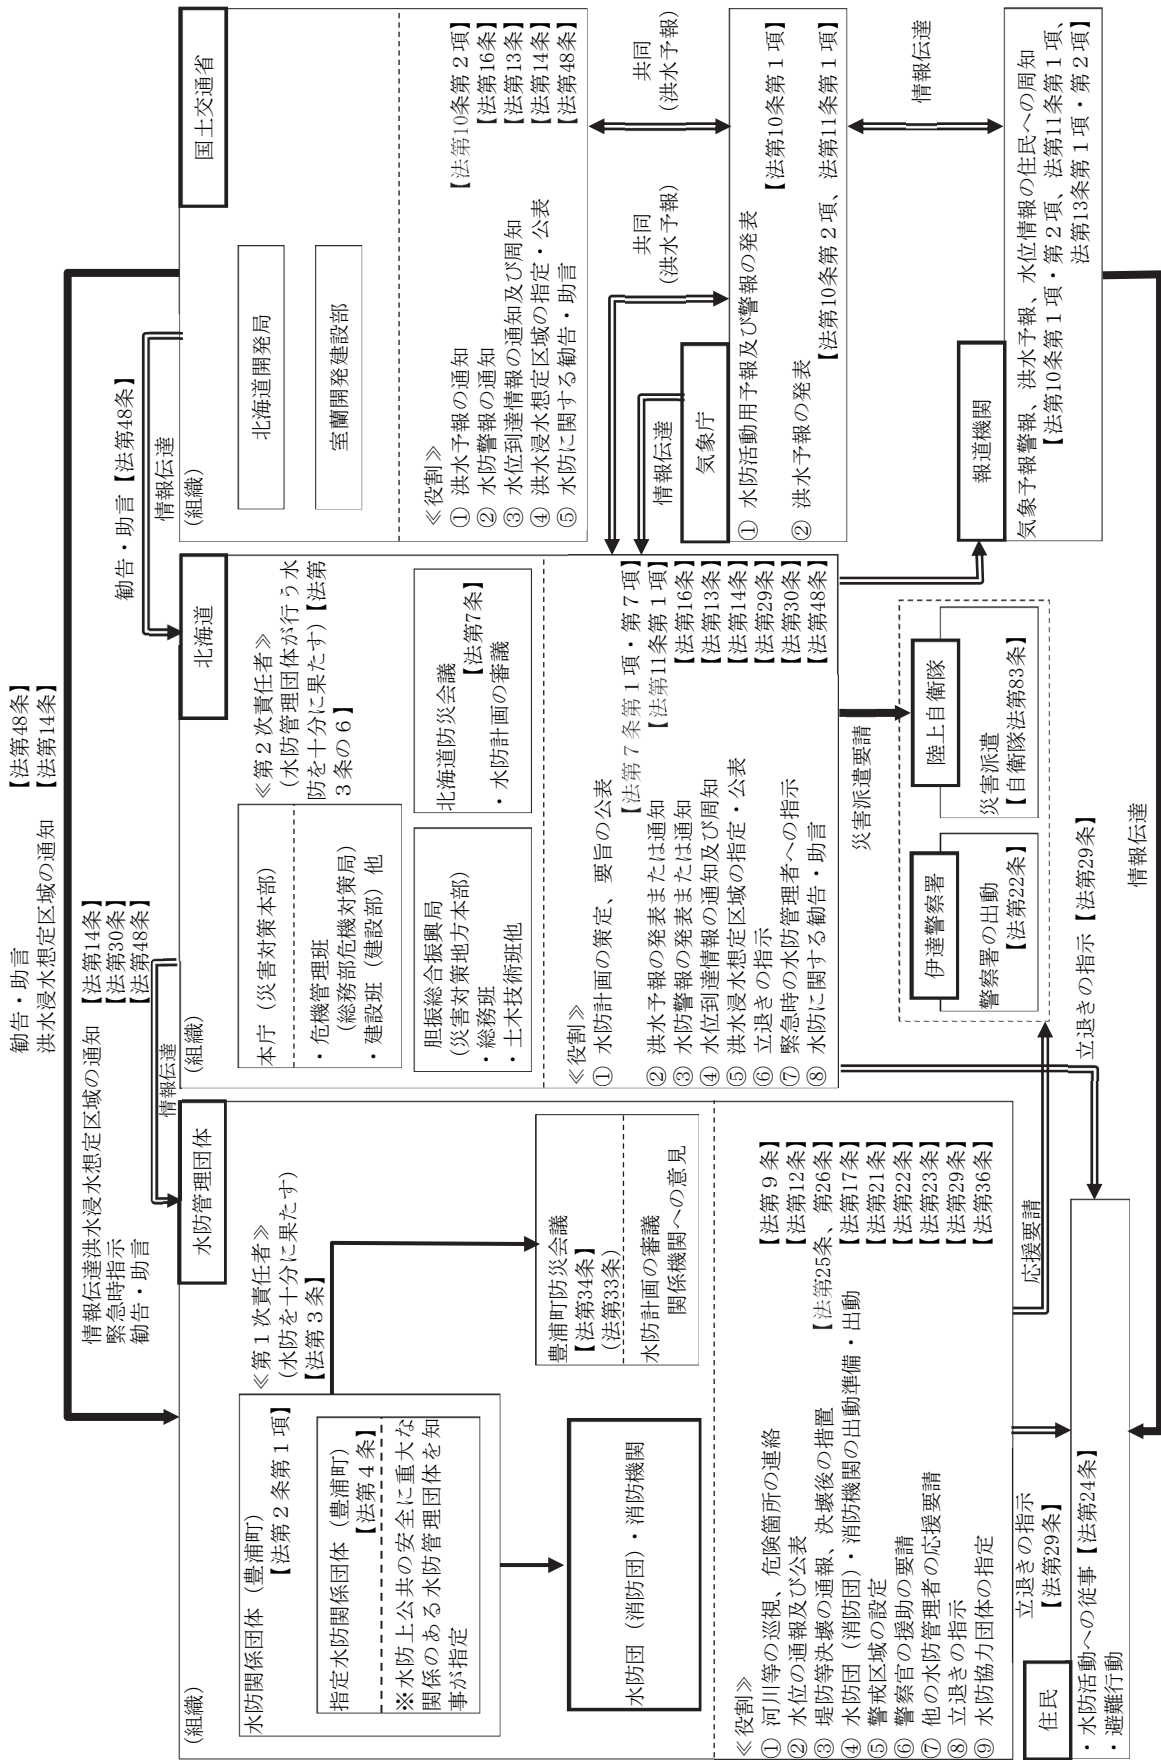 勧告・助言　【法第48条】
洪水浸水想定区域の通知　【法第14条】
情報伝達洪水浸水想定区域の通知　【法第14条】
緊急時指示　【法第30条】
勧告・助言　【法第48条】
情報伝達
勧告・助言【法第48条】
情報伝達
水防管理団体
(組織)
≪第１次責任者≫
(水防を十分に果たす)
【法第３条】
水防関係団体（豊浦町）
【法第２条第１項】
指定水防関係団体（豊浦町）
【法第４条】
※水防上公共の安全に重大な
関係のある水防管理団体を知
事が指定
豊浦町防災会議
【法第34条】
(法第33条)
水防計画の審議
関係機関への意見
水防団（消防団）・消防機関
≪役割≫
① 河川等の巡視、危険箇所の連絡　【法第９条】
② 水位の通報及び公表　【法第12条】
③ 堤防等決壊の通報、決壊後の措置　【法第25条、第26条】
④ 水防団（消防団）・消防機関の出動準備・出動　【法第17条】
⑤ 警戒区域の設定　【法第21条】
⑥ 警察官の援助の要請　【法第22条】
⑦ 他の水防管理者の応援要請　【法第23条】
⑧ 立退きの指示　【法第29条】
⑨ 水防協力団体の指定　【法第36条】
北海道
(組織)
≪第２次責任者≫
(水防管理団体が行う水
防を十分に果たす)【法第
３条の６】
本庁（災害対策本部）
・危機管理班
(総務部危機対策局)
・建設班（建設部）他
胆振総合振興局
(災害対策地方本部)
・総務班
・土木技術班他
北海道防災会議
【法第7条】
・水防計画の審議
≪役割≫
① 水防計画の策定、要旨の公表
【法第７条第１項・第７項】
② 洪水予報の発表または通知　【法第11条第１項】
③ 水防警報の発表または通知　【法第16条】
④ 水位到達情報の通知及び周知　【法第13条】
⑤ 洪水浸水想定区域の指定・公表　【法第14条】
⑥ 立退きの指示　【法第29条】
⑦ 緊急時の水防管理者への指示　【法第30条】
⑧ 水防に関する勧告・助言　【法第48条】
国土交通省
(組織)
北海道開発局
室蘭開発建設部
≪役割≫
① 洪水予報の通知　【法第10条第２項】
② 水防警報の通知　【法第16条】
③ 水位到達情報の通知及び周知　【法第13条】
④ 洪水浸水想定区域の指定・公表　【法第14条】
⑤ 水防に関する勧告・助言　【法第48条】
共同
(洪水予報)
共同
(洪水予報)
情報伝達
気象庁
① 水防活動用予報及び警報の発表
【法第10条第１項】
② 洪水予報の発表
【法第10条第２項、法第11条第１項】
情報伝達
報道機関
気象予報警報、洪水予報、水位情報の住民への周知
【法第10条第１項・第２項、法第11条第１項、
法第13条第１項・第２項】
災害派遣要請
伊達警察署
警察署の出動
【法第22条】
陸上自衛隊
災害派遣
【自衛隊法第83条】
応援要請
立退きの指示【法第29条】
立退きの指示
【法第29条】
情報伝達
住民
・水防活動への従事【法第24条】
・避難行動